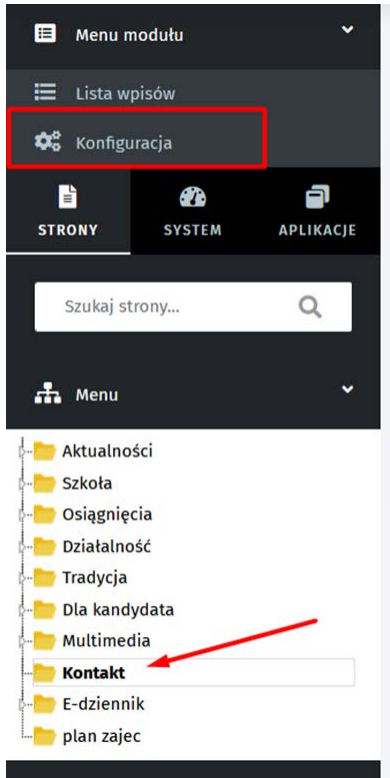 Menu modułu
Lista wpisów
Konfiguracja
STRONY SYSTEM APLIKACJE
Szukaj strony...
Menu
Aktualności
Szkoła
Osiągnięcia
Działalność
Tradycja
Dla kandydata
Multimedia
Kontakt
E-dziennik
plan zajec